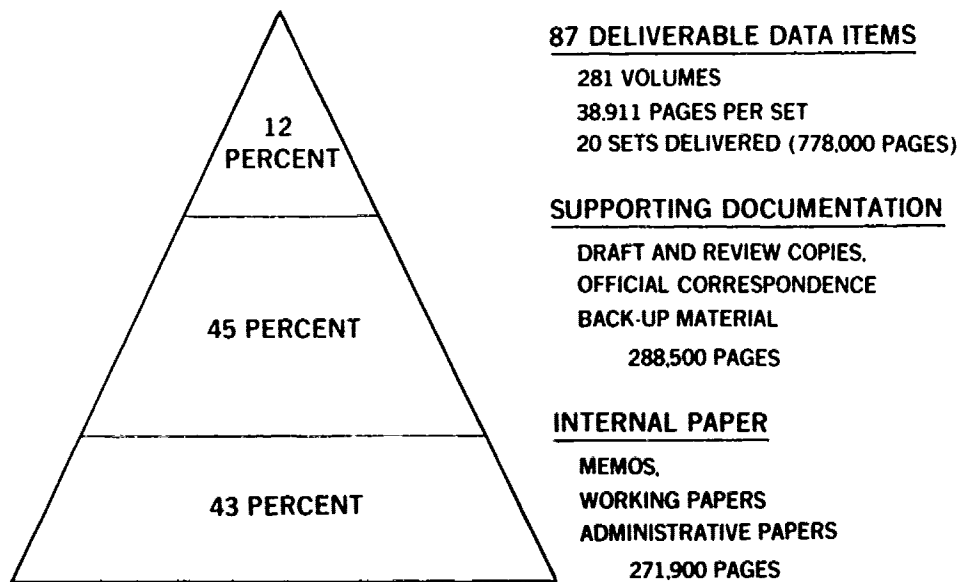 12
PERCENT
45 PERCENT
43 PERCENT
87 DELIVERABLE DATA ITEMS
281 VOLUMES
38.911 PAGES PER SET
20 SETS DELIVERED (778.000 PAGES)
SUPPORTING DOCUMENTATION
DRAFT AND REVIEW COPIES,
OFFICIAL CORRESPONDENCE
BACK-UP MATERIAL
288,500 PAGES
INTERNAL PAPER
MEMOS,
WORKING PAPERS
ADMINISTRATIVE PAPERS
271,900 PAGES